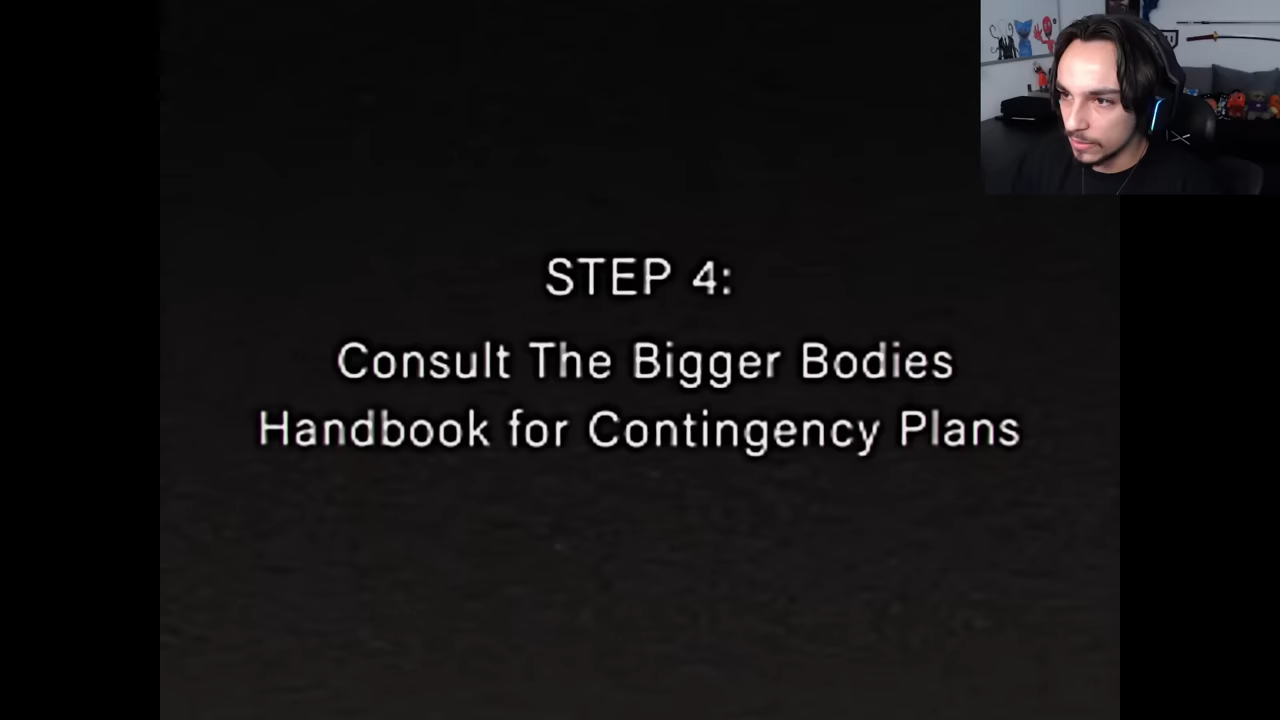 STEP 4:
Consult The Bigger Bodies
Handbook for Contingency Plans